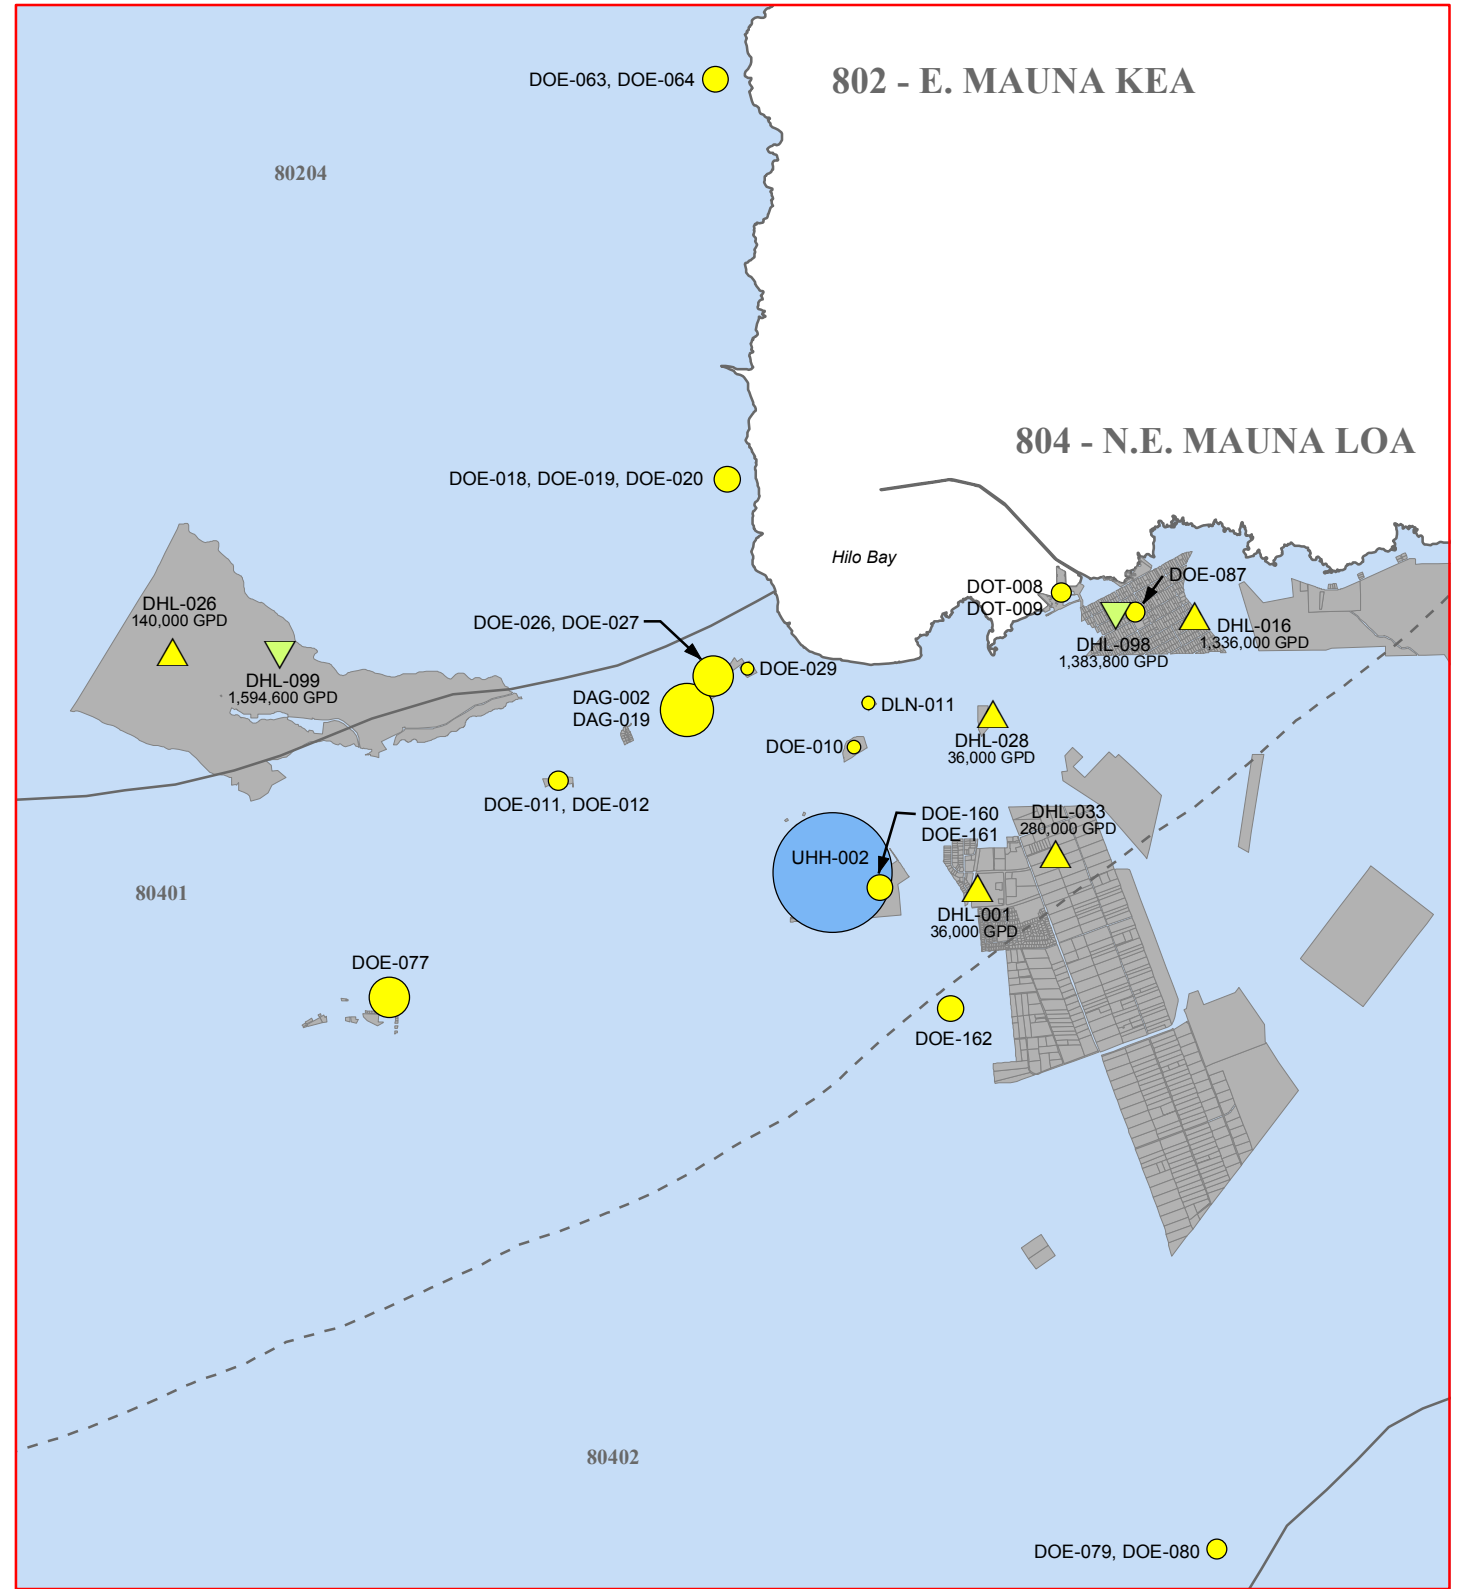 DOE-063, DOE-064
802 - E. MAUNA KEA
80204
804 - N.E. MAUNA LOA
DOE-018, DOE-019, DOE-020
Hilo Bay
DOT-008
DOT-009
DOE-087
DHL-026
140,000 GPD
DOE-026, DOE-027
DHL-016
1,336,000 GPD
DHL-098
1,383,800 GPD
DHL-099
1,594,600 GPD
DOE-029
DAG-002
DAG-019
DLN-011
DHL-028
36,000 GPD
DOE-010
DOE-011, DOE-012
DOE-160
DOE-161
DHL-033
280,000 GPD
UHH-002
80401
DHL-001
36,000 GPD
DOE-077
DOE-162
80402
DOE-079, DOE-080